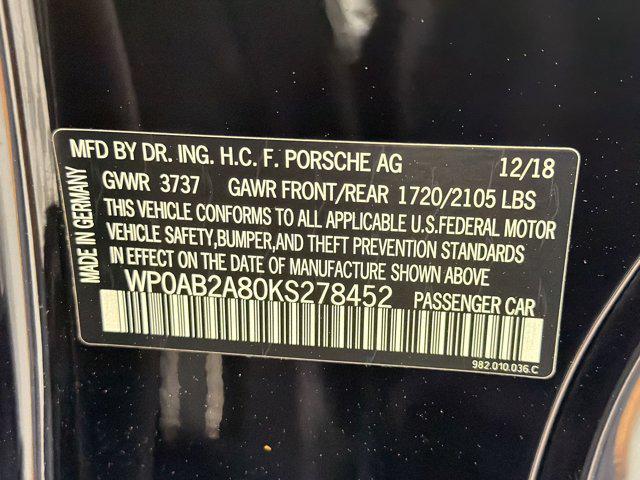 MFD BY DR. ING. H.C. F. PORSCHE AG 12/18
GVWR 3737 GAWR FRONT/REAR 1720/2105 LBS
THIS VEHICLE CONFORMS TO ALL APPLICABLE U.S.FEDERAL MOTOR
VEHICLE SAFETY,BUMPER,AND THEFT PREVENTION STANDARDS
IN EFFECT ON THE DATE OF MANUFACTURE SHOWN ABOVE
WP0AB2A80KS278452 PASSENGER CAR
982.010.036.C
MADE IN GERMANY